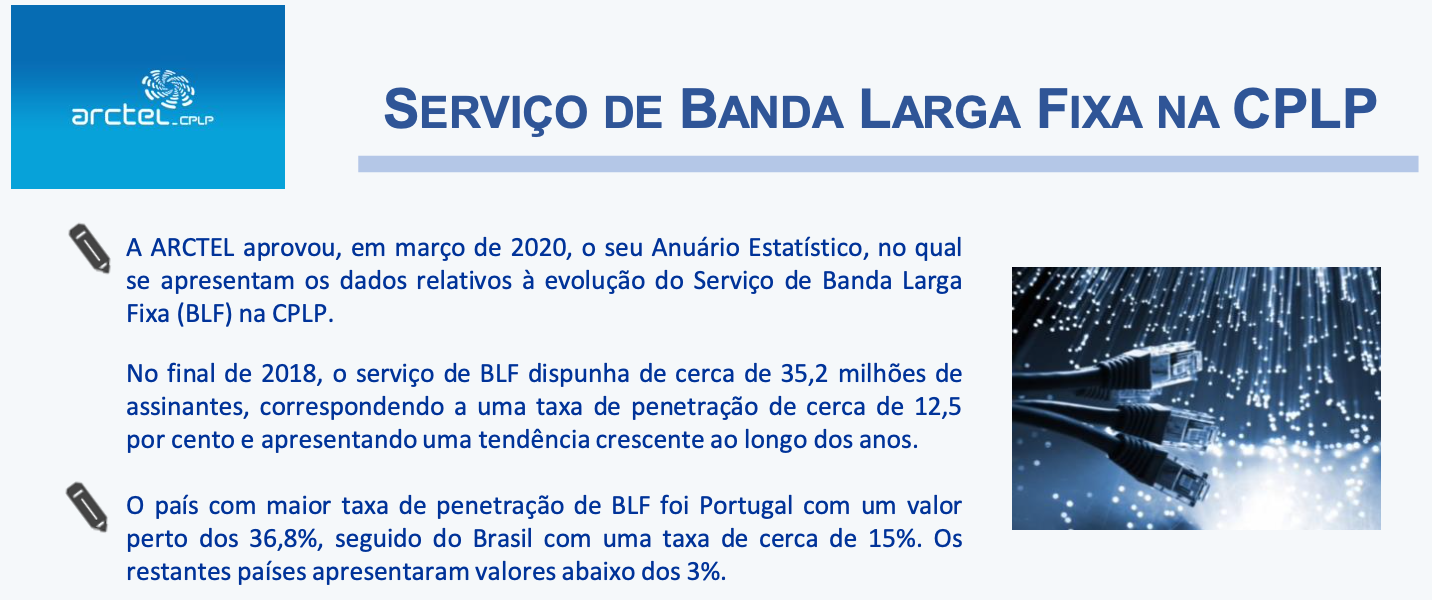 arctel_CPLP
SERVIÇO DE BANDA LARGA FIXA NA CPLP
A ARCTEL aprovou, em março de 2020, o seu Anuário Estatístico, no qual
se apresentam os dados relativos à evolução do Serviço de Banda Larga
Fixa (BLF) na CPLP.
No final de 2018, o serviço de BLF dispunha de cerca de 35,2 milhões de
assinantes, correspondendo a uma taxa de penetração de cerca de 12,5
por cento e apresentando uma tendência crescente ao longo dos anos.
O país com maior taxa de penetração de BLF foi Portugal com um valor
perto dos 36,8%, seguido do Brasil com uma taxa de cerca de 15%. Os
restantes países apresentaram valores abaixo dos 3%.